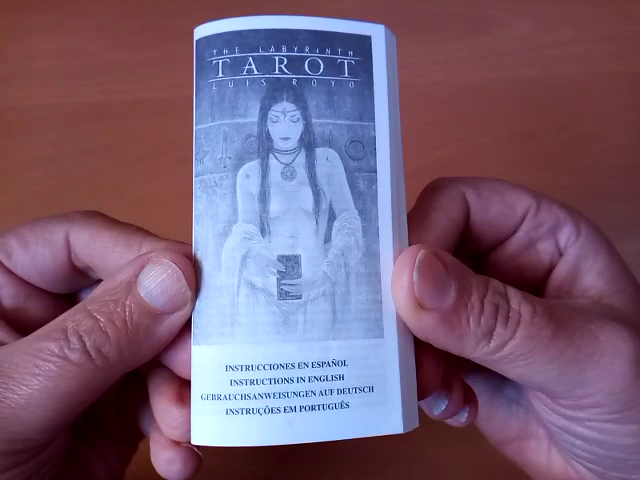 THE LABYRINTH
TAROT
LUIS ROYO
INSTRUCCIONES EN ESPAÑOL
INSTRUCTIONS IN ENGLISH
GEBRAUCHSANWEISUNGEN AUF DEUTSCH
INSTRUÇÕES EM PORTUGUÊS